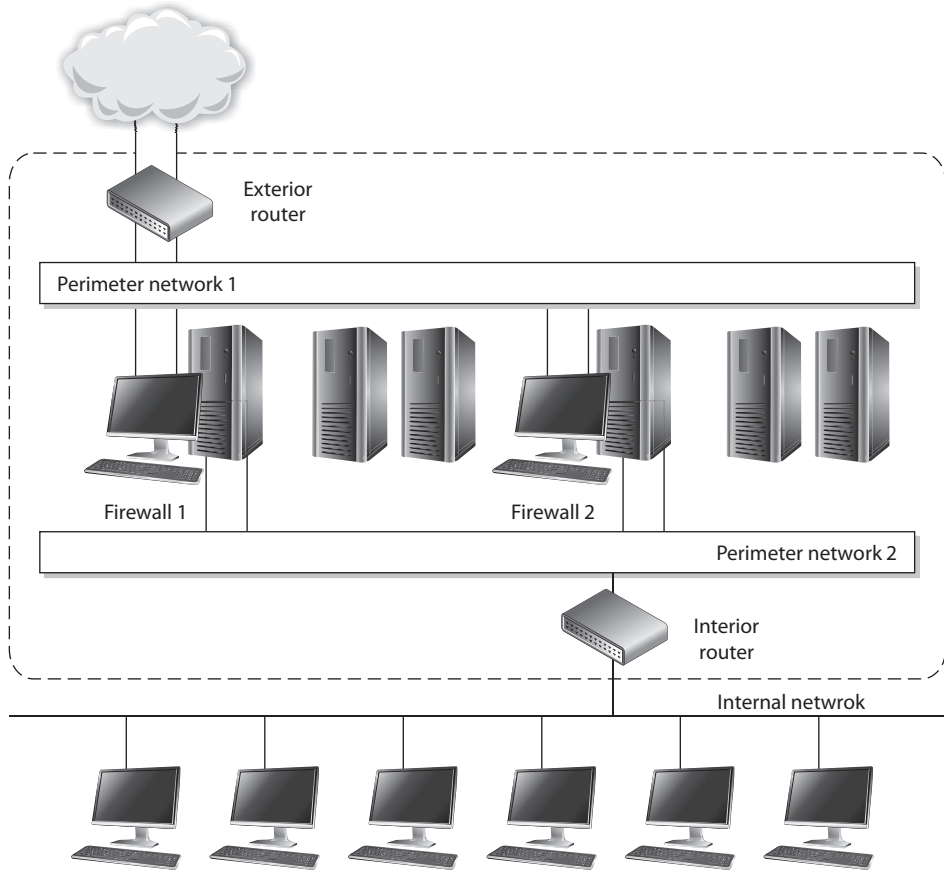 Exterior
router
Perimeter network 1
Firewall 1
Firewall 2
Perimeter network 2
Interior
router
Internal netwrok